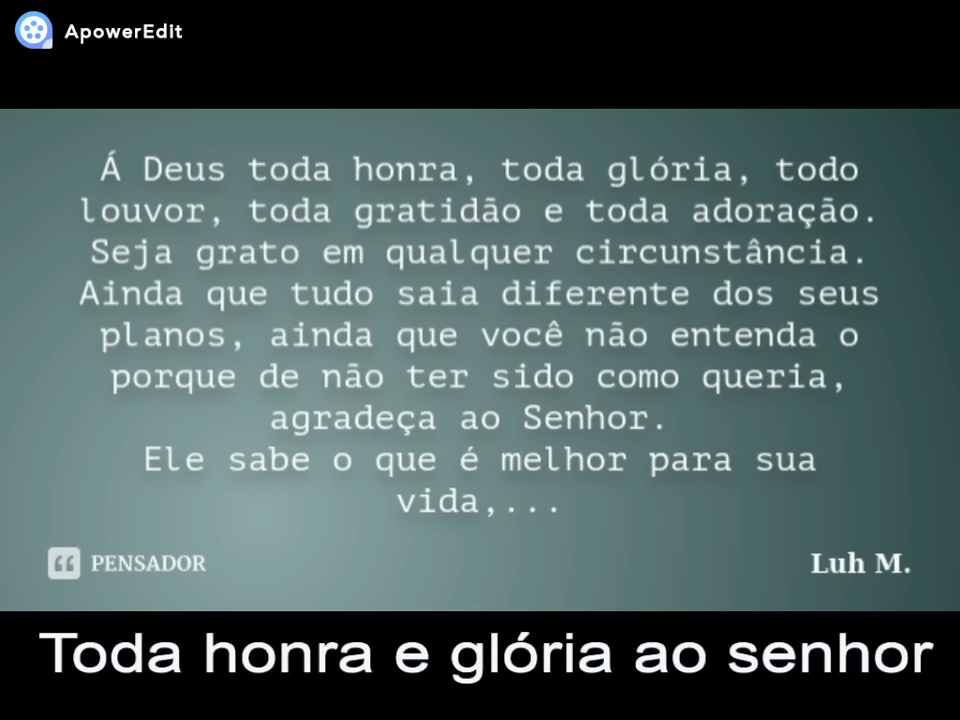 ApowerEdit
Á Deus toda honra, toda glória, todo
louvor, toda gratidão e toda adoração.
Seja grato em qualquer circunstância.
Ainda que tudo saia diferente dos seus
planos, ainda que você não entenda o
porque de não ter sido como queria,
agradeça ao Senhor.
Ele sabe o que é melhor para sua
vida,...
PENSADOR
Luh M.
Toda honra e glória ao senhor